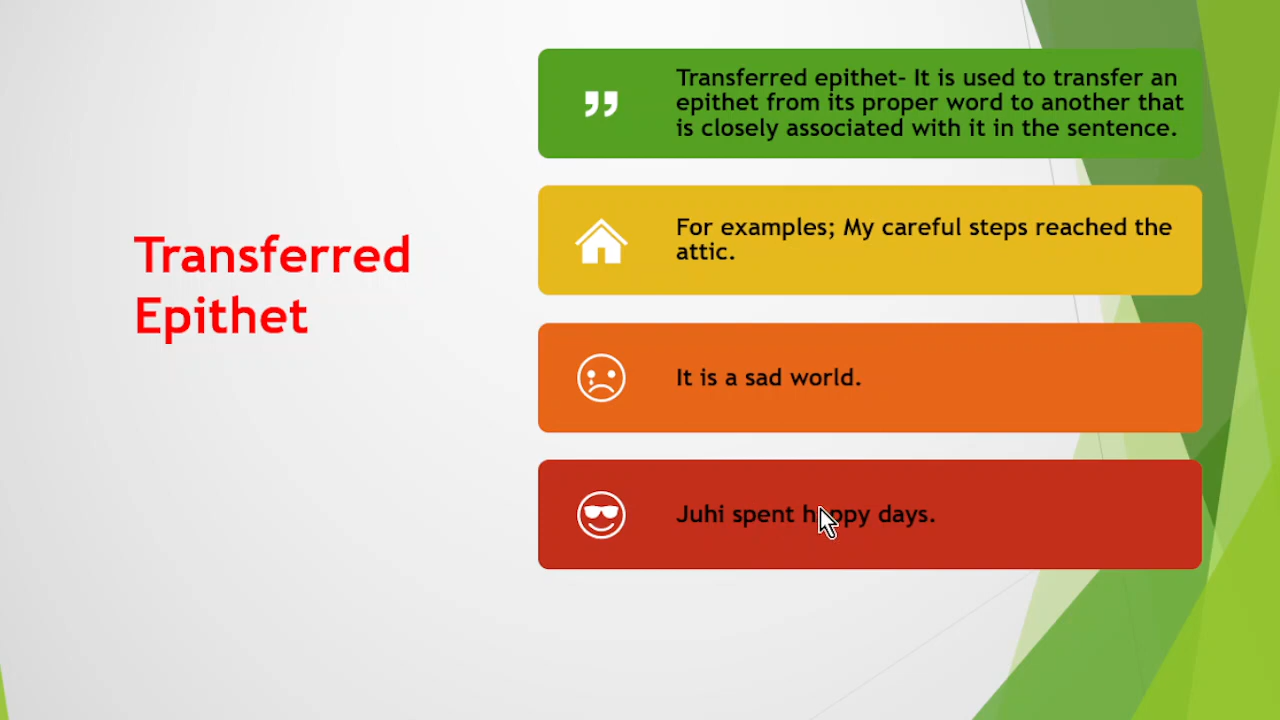 Transferred
Epithet
Transferred epithet- It is used to transfer an
epithet from its proper word to another that
is closely associated with it in the sentence.
For examples; My careful steps reached the
attic.
It is a sad world.
Juhi spent happy days.